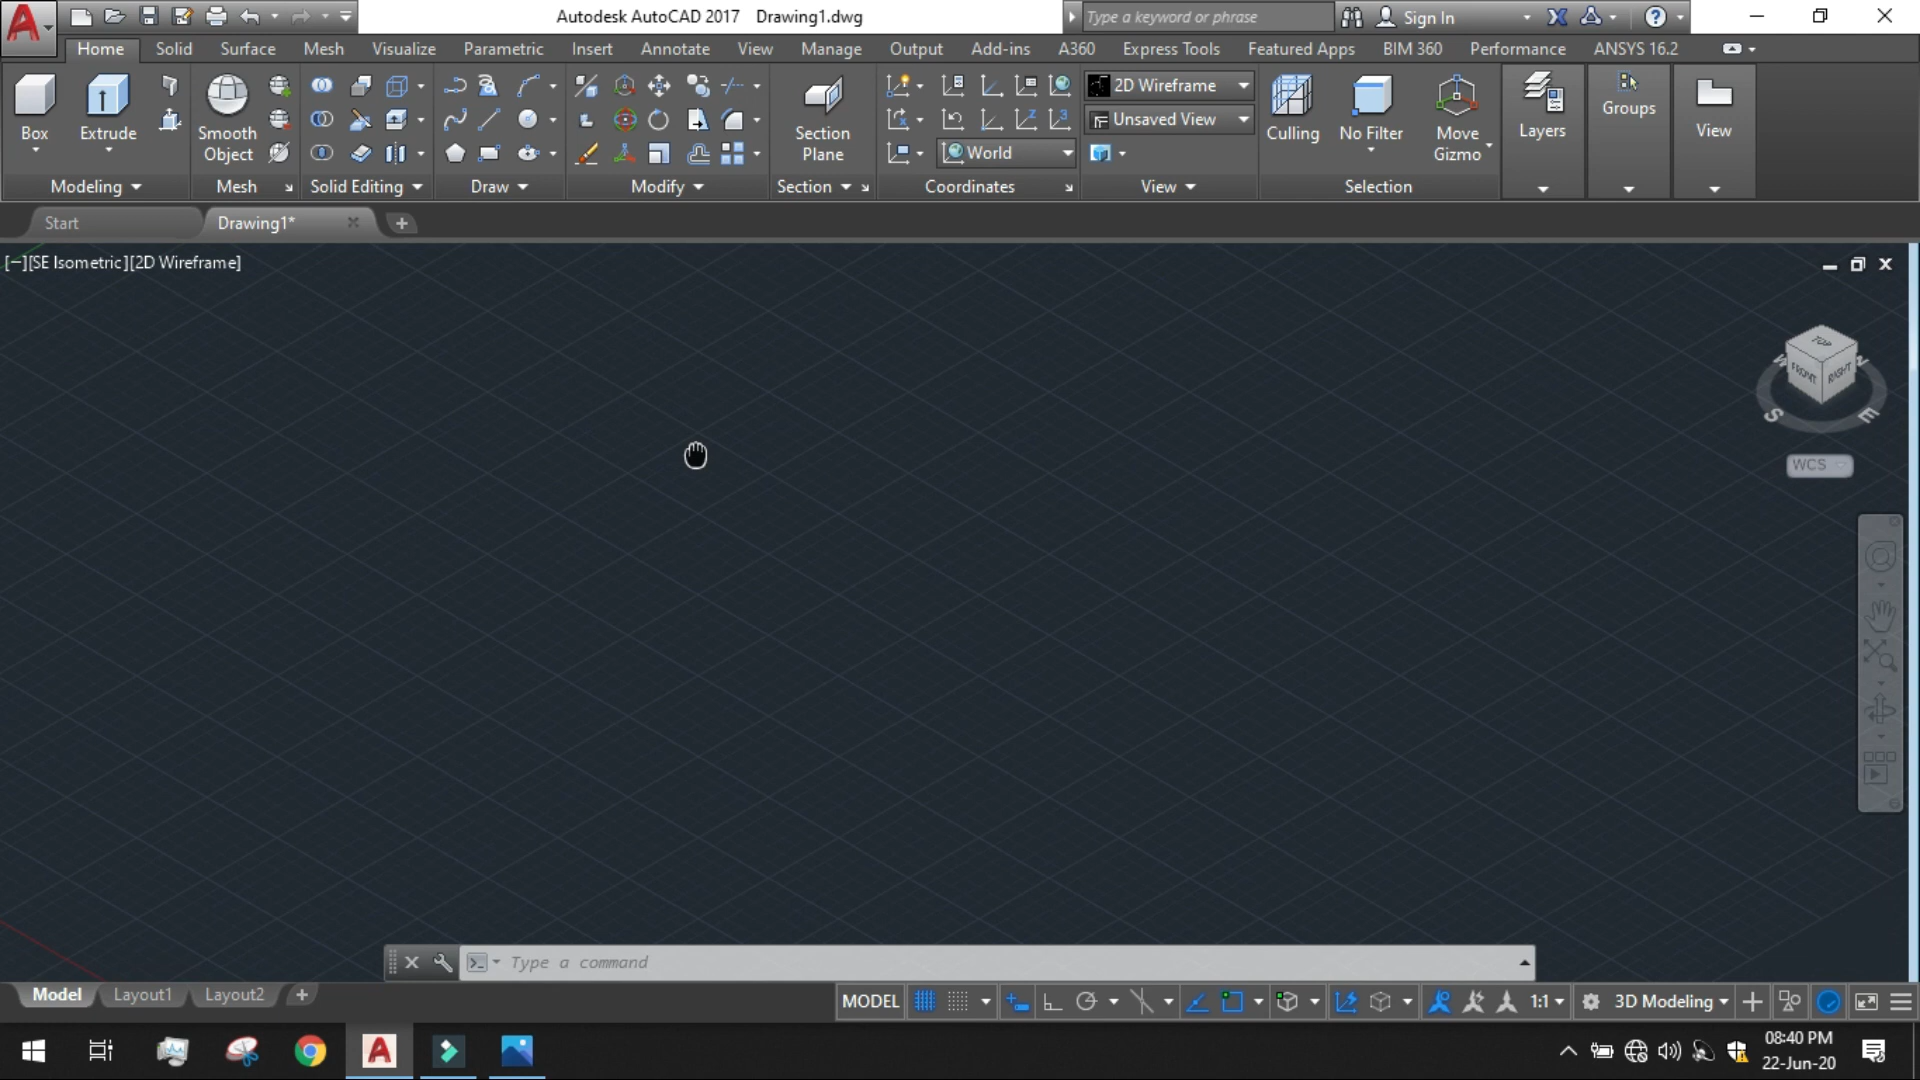 Autodesk AutoCAD 2017 Drawing1.dwg
Type a keyword or phrase
Sign In
Home Solid Surface Mesh Visualize Parametric Insert Annotate View Manage Output Add-ins A360 Express Tools Featured Apps BIM 360 Performance ANSYS 16.2
Box
Extrude
Smooth
Object
Section
Plane
World
2D Wireframe
Unsaved View
Culling
No Filter
Move
Gizmo
Layers
Groups
View
Modeling Mesh Solid Editing Draw Modify Section Coordinates View Selection
Start Drawing1*
[−][SE Isometric][2D Wireframe]
TOP
FRONT RIGHT
W N
S E
WCS
Type a command
Model Layout1 Layout2
MODEL 1:1 3D Modeling
08:40 PM
22-Jun-20